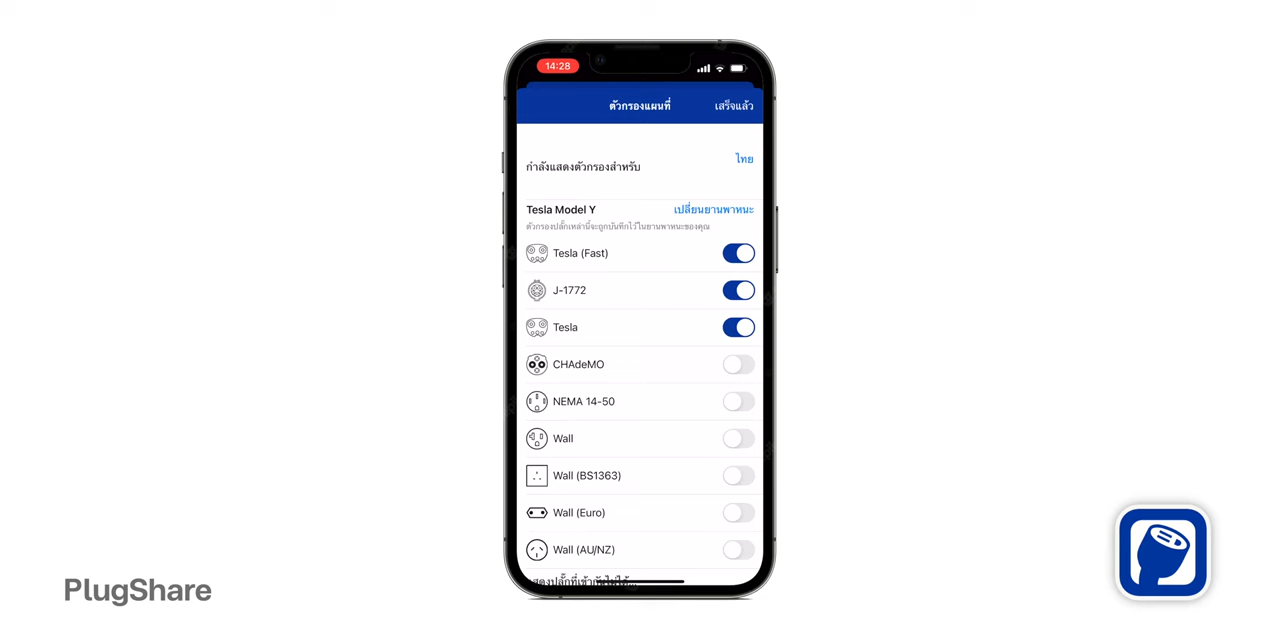 14:28
ตัวกรองแผนที่ เสร็จแล้ว
กำลังแสดงตัวกรองสำหรับ ไทย
Tesla Model Y เปลี่ยนยานพาหนะ
ตัวกรองปลั๊กเหล่านี้จะถูกบันทึกไว้ในยานพาหนะของคุณ
Tesla (Fast)
J-1772
Tesla
CHAdeMO
NEMA 14-50
Wall
Wall (BS1363)
Wall (Euro)
Wall (AU/NZ)
PlugShare